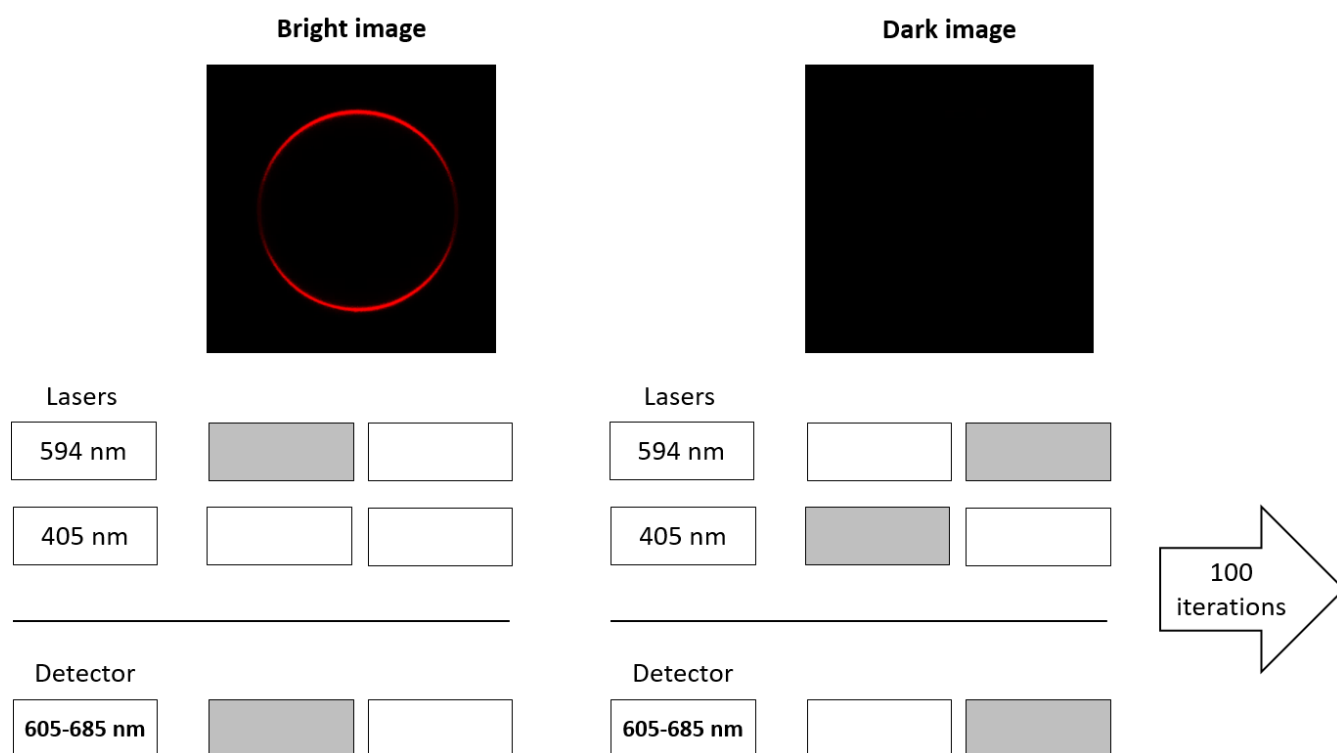 Bright image
Dark image
Lasers
594 nm
405 nm
Detector
605-685 nm
Lasers
594 nm
405 nm
Detector
605-685 nm
100
iterations